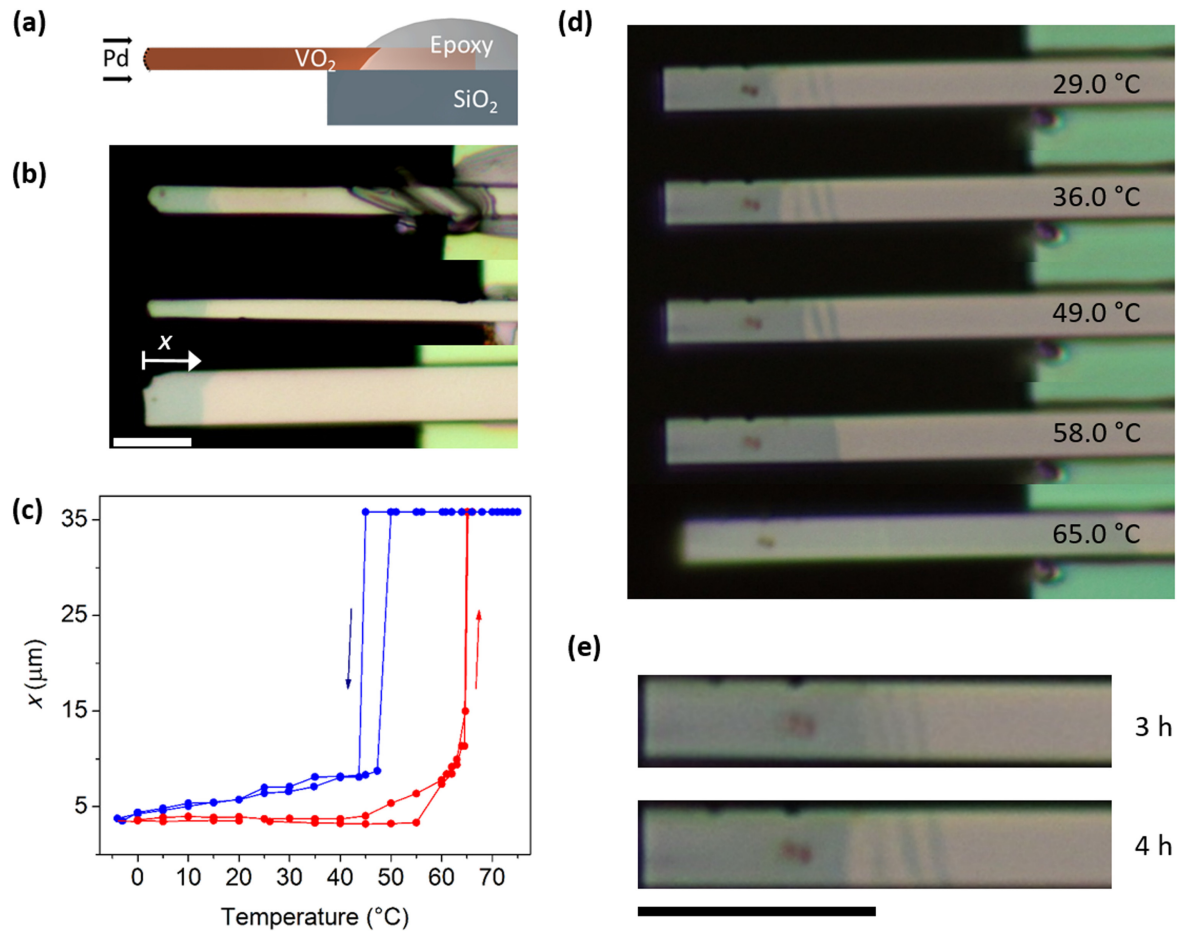 (a)
Pd
VO2
Epoxy
SiO2
(b)
x
(c)
35
25
15
5
x (μm)
0 10 20 30 40 50 60 70
Temperature (°C)
(d)
29.0 °C
36.0 °C
49.0 °C
58.0 °C
65.0 °C
(e)
3 h
4 h